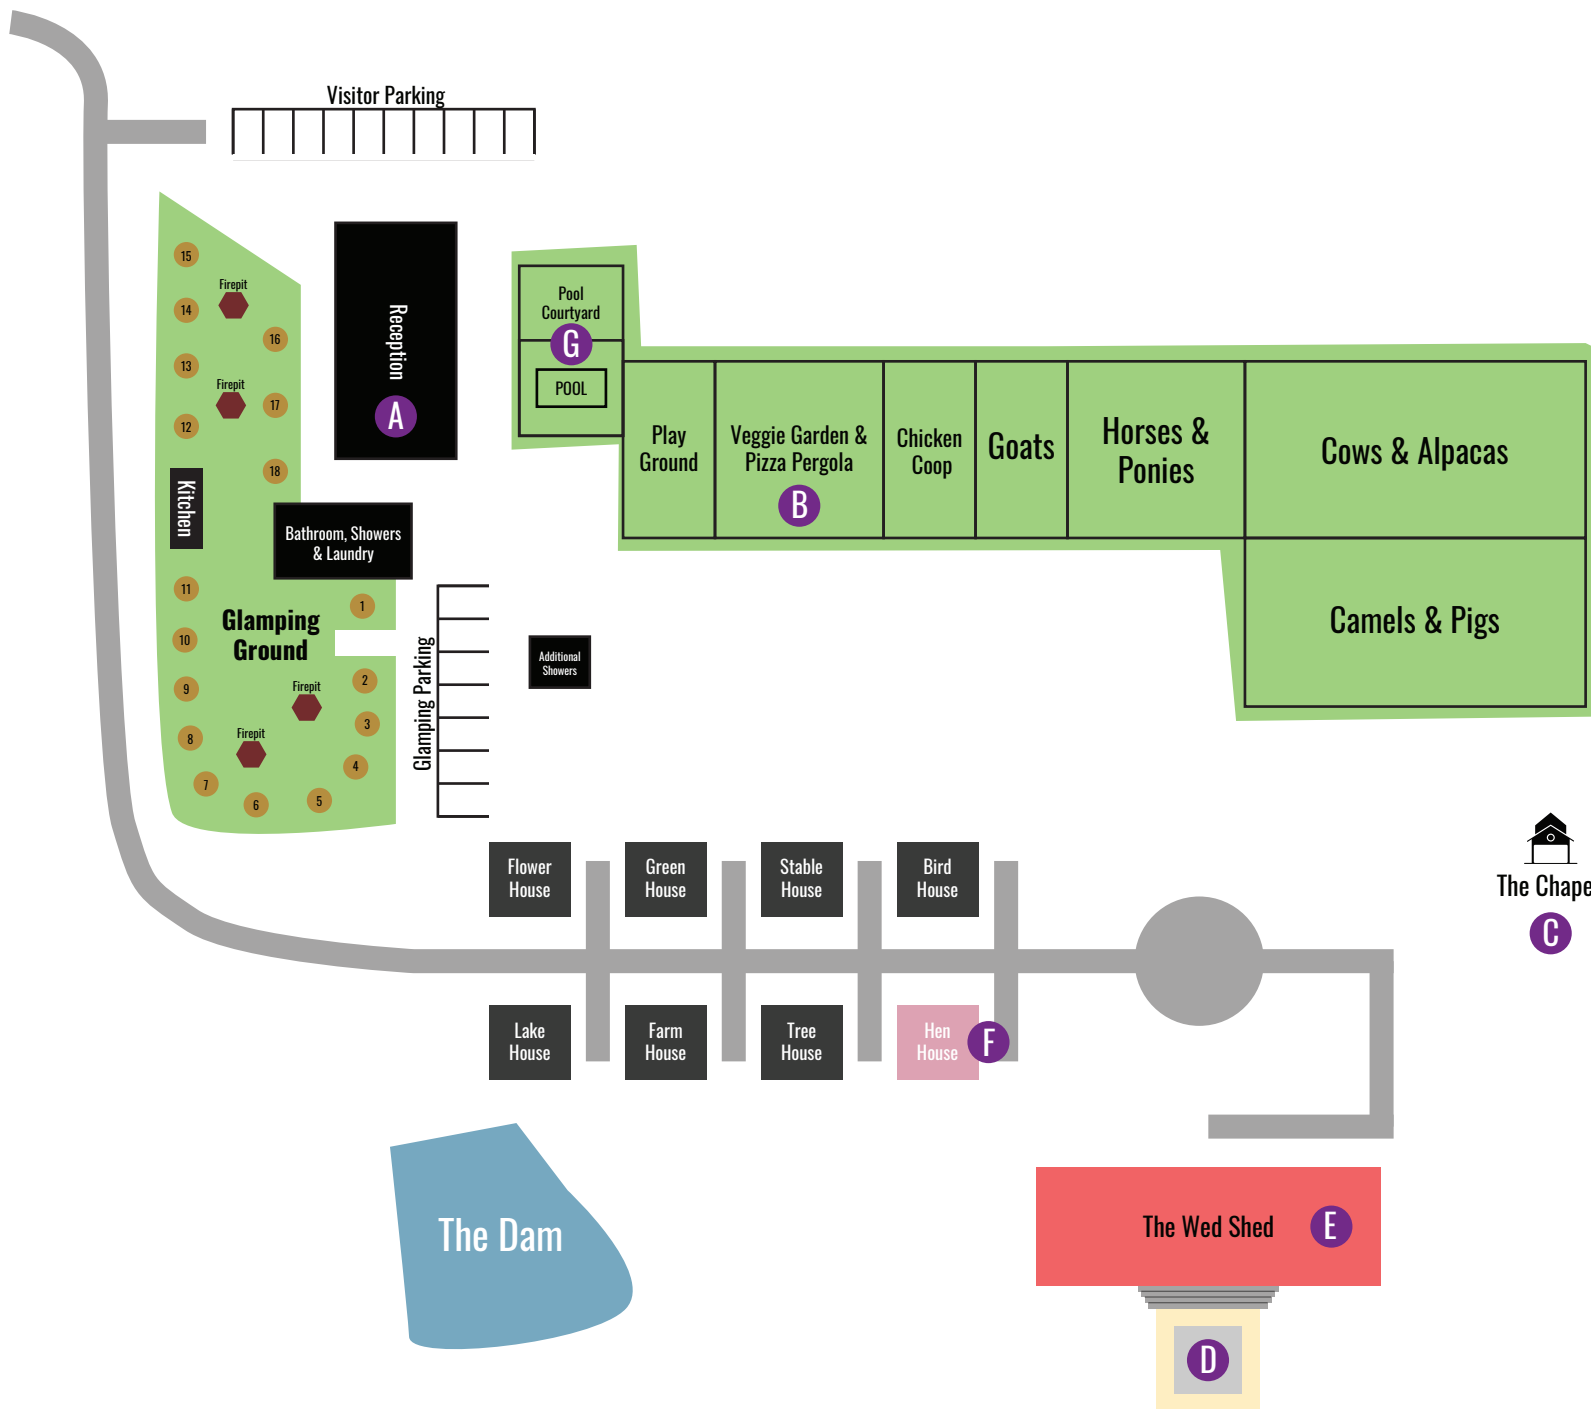 Visitor Parking
15
Firepit
14
16
13
Firepit
17
12
18
Kitchen
Reception
A
Bathroom, Showers
& Laundry
Pool
Courtyard
G
POOL
Play
Ground
Veggie Garden &
Pizza Pergola
B
Chicken
Coop
Goats
Horses &
Ponies
Cows & Alpacas
Camels & Pigs
11
1
Glamping
Ground
10
9
2
Firepit
3
8
Firepit
4
7
6
5
Glamping Parking
Additional
Showers
Flower
House
Green
House
Stable
House
Bird
House
The Chape
C
Lake
House
Farm
House
Tree
House
Hen
House
F
The Dam
The Wed Shed
E
D